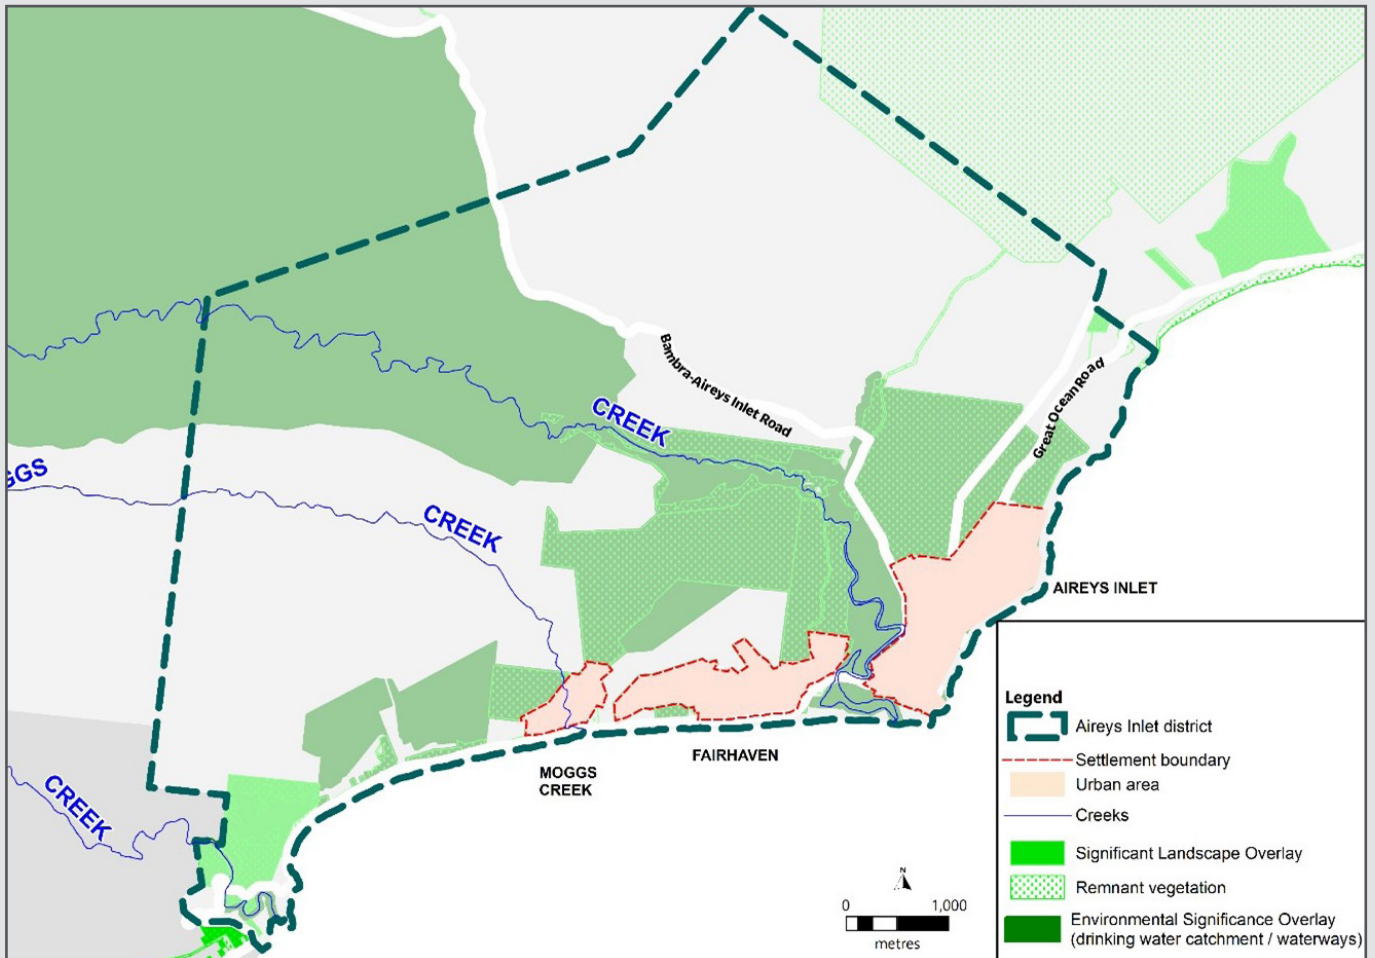 Bambra-Aireys Inlet Road
Great Ocean Road
CREEK
GGS
CREEK
AIREYS INLET
FAIRHAVEN
MOGGS
CREEK
CREEK
N
0 1,000
metres
Legend
Aireys Inlet district
Settlement boundary
Urban area
Creeks
Significant Landscape Overlay
Remnant vegetation
Environmental Significance Overlay
(drinking water catchment / waterways)